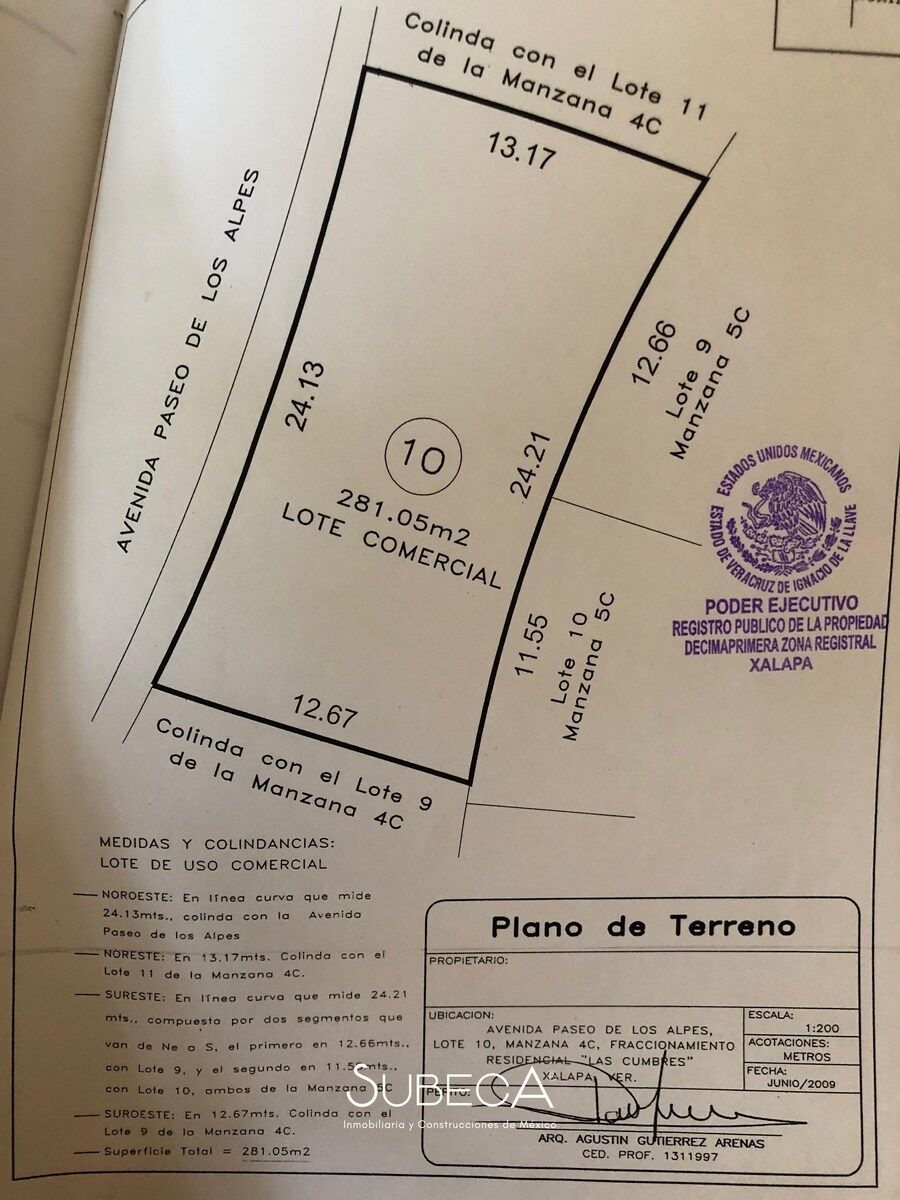 Colinda con el Lote 11
de la Manzana 4C
13.17
AVENIDA PASEO DE LOS ALPES
24.13
12.66
Lote 9
Manzana 5C
10
281.05m2
LOTE COMERCIAL
24.21
11.55
Lote 10
Manzana 5C
12.67
Colinda con el Lote 9
de la Manzana 4C
ESTADOS UNIDOS MEXICANOS
ESTADO DE VERACRUZ DE IGNACIO DE LA LLAVE
PODER EJECUTIVO
REGISTRO PUBLICO DE LA PROPIEDAD
DECIMAPRIMERA ZONA REGISTRAL
XALAPA
MEDIDAS Y COLINDANCIAS:
LOTE DE USO COMERCIAL
NOROESTE: En línea curva que mide
24.13mts., colinda con la Avenida
Paseo de los Alpes
NORESTE: En 13.17mts. Colinda con el
Lote 11 de la Manzana 4C.
SURESTE: En línea curva que mide 24.21
mts., compuesta por dos segmentos que
van de Ne a S, el primero en 12.66mts.,
con Lote 9, y el segundo en 11.55mts.,
con Lote 10, ambos de la Manzana 5C
SUROESTE: En 12.67mts. Colinda con el
Lote 9 de la Manzana 4C.
Superficie Total = 281.05m2
Plano de Terreno
PROPIETARIO:
UBICACION:
AVENIDA PASEO DE LOS ALPES,
LOTE 10, MANZANA 4C, FRACCIONAMIENTO
RESIDENCIAL "LAS CUMBRES"
XALAPA, VER.
ESCALA:
1:200
ACOTACIONES:
METROS
FECHA:
JUNIO/2009
PERITO:
ARQ. AGUSTIN GUTIERREZ ARENAS
CED. PROF. 1311997
SUBECA
Inmobiliaria y Construcciones de México